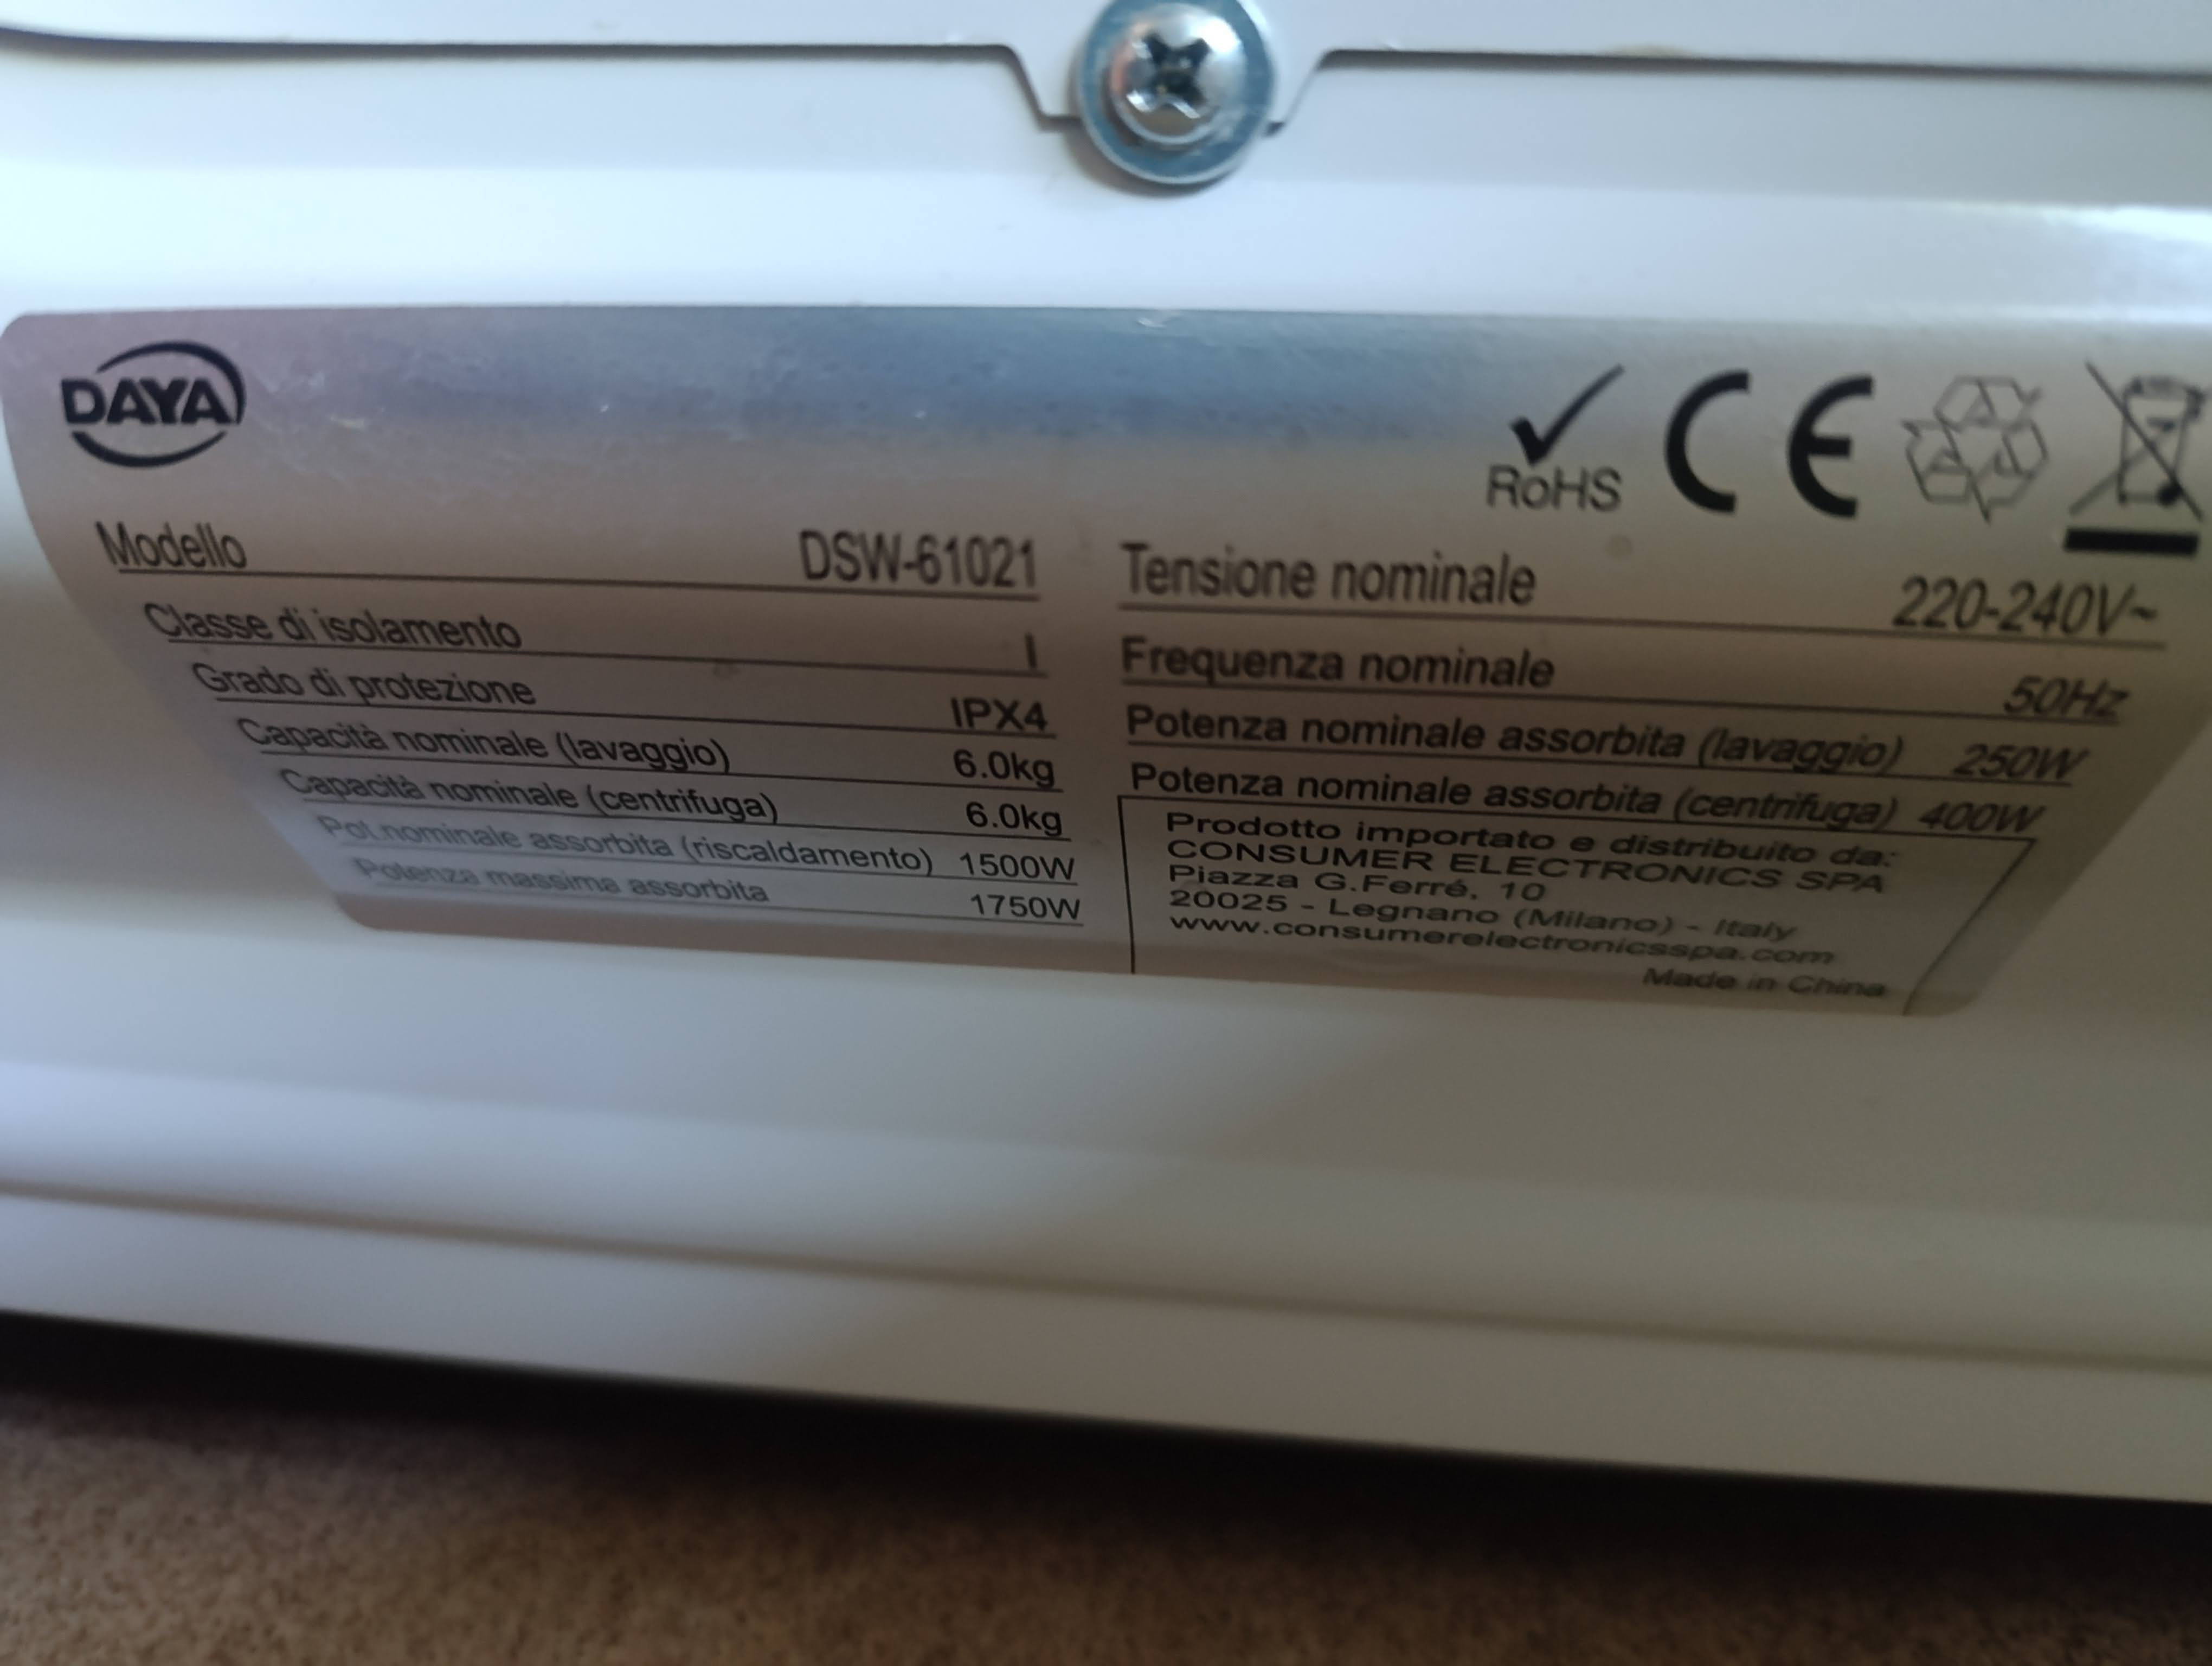 DAYA
RoHS CE
Modello DSW-61021
Classe di isolamento I
Grado di protezione IPX4
Capacità nominale (lavaggio) 6.0kg
Capacità nominale (centrifuga) 6.0kg
Pot.nominale assorbita (riscaldamento) 1500W
Potenza massima assorbita 1750W
Tensione nominale 220-240V~
Frequenza nominale 50Hz
Potenza nominale assorbita (lavaggio) 250W
Potenza nominale assorbita (centrifuga) 400W
Prodotto importato e distribuito da:
CONSUMER ELECTRONICS SPA
Piazza G.Ferré, 10
20025 - Legnano (Milano) - Italy
www.consumerelectronicsspa.com
Made in China